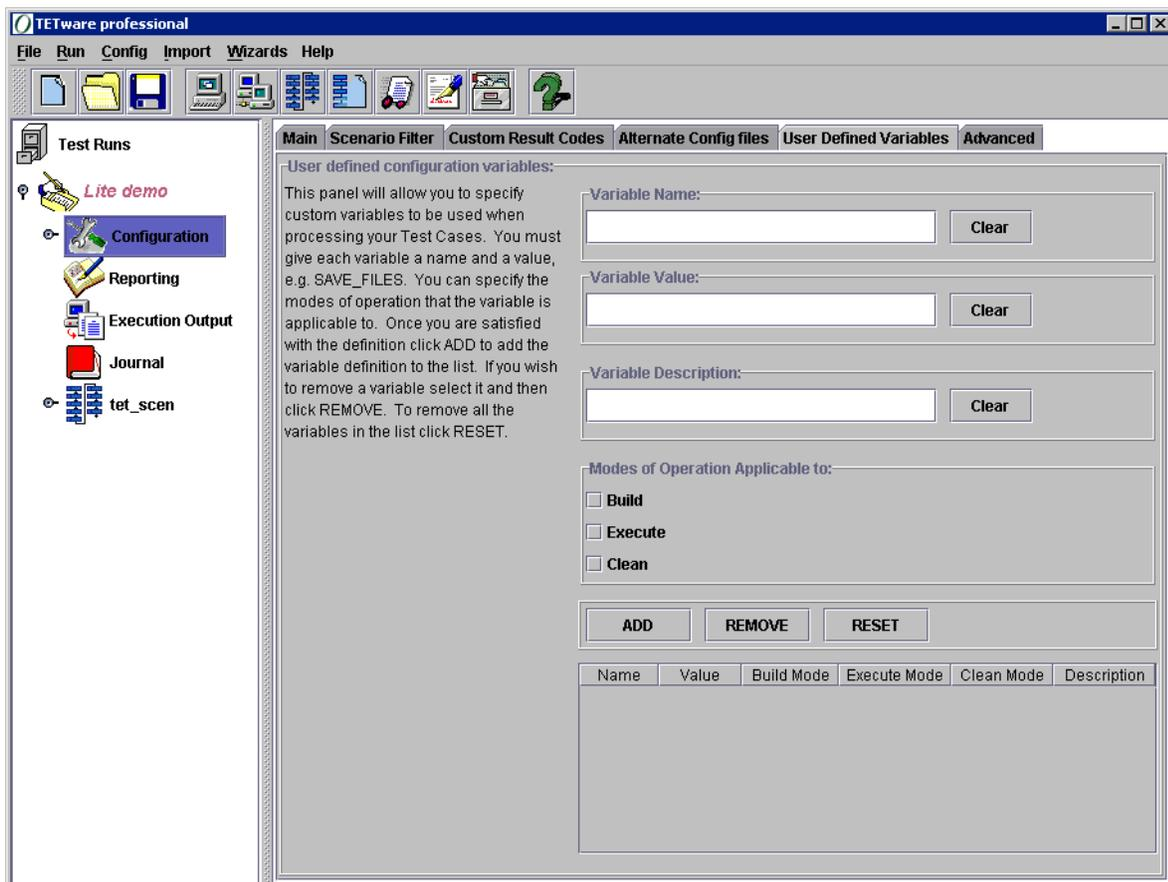 TETware professional
File Run Config Import Wizards Help
Test Runs
Lite demo
Configuration
Reporting
Execution Output
Journal
tet_scen
Main Scenario Filter Custom Result Codes Alternate Config files User Defined Variables Advanced
User defined configuration variables:
This panel will allow you to specify
custom variables to be used when
processing your Test Cases. You must
give each variable a name and a value,
e.g. SAVE_FILES. You can specify the
modes of operation that the variable is
applicable to. Once you are satisfied
with the definition click ADD to add the
variable definition to the list. If you wish
to remove a variable select it and then
click REMOVE. To remove all the
variables in the list click RESET.
Variable Name:
Clear
Variable Value:
Clear
Variable Description:
Clear
Modes of Operation Applicable to:
Build
Execute
Clean
ADD REMOVE RESET
Name Value Build Mode Execute Mode Clean Mode Description